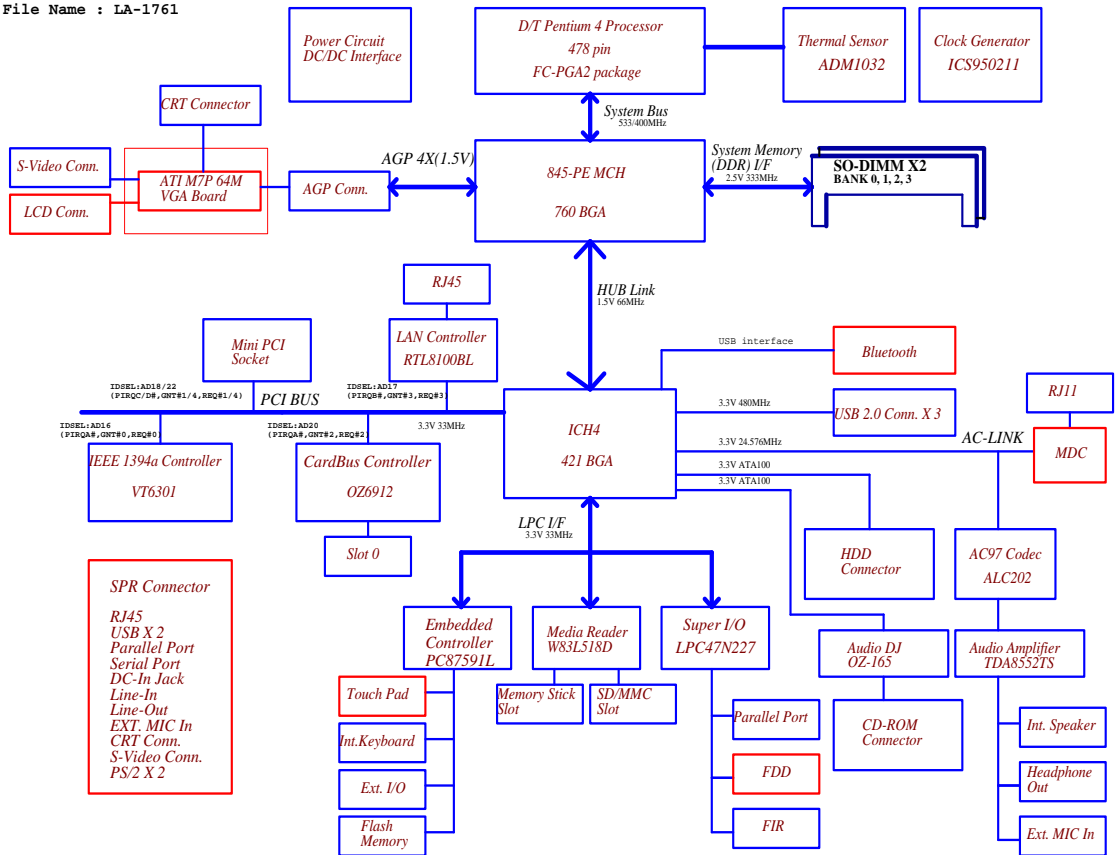 File Name : LA-1761
Power Circuit
DC/DC Interface
D/T Pentium 4 Processor
478 pin
FC-PGA2 package
Thermal Sensor
ADM1032
Clock Generator
ICS950211
CRT Connector
System Bus
533/400MHz
S-Video Conn.
ATI M7P 64M
VGA Board
LCD Conn.
AGP Conn.
AGP 4X(1.5V)
845-PE MCH
760 BGA
System Memory
(DDR) I/F
2.5V 333MHz
SO-DIMM X2
BANK 0, 1, 2, 3
HUB Link
1.5V 66MHz
RJ45
Mini PCI
Socket
LAN Controller
RTL8100BL
USB interface
Bluetooth
IDSEL:AD18/22
(PIRQC/D#,GNT#1/4,REQ#1/4)
IDSEL:AD17
(PIRQB#,GNT#3,REQ#3)
PCI BUS
3.3V 33MHz
IDSEL:AD16
(PIRQA#,GNT#0,REQ#0)
IDSEL:AD20
(PIRQA#,GNT#2,REQ#2)
IEEE 1394a Controller
VT6301
CardBus Controller
OZ6912
Slot 0
ICH4
421 BGA
3.3V 480MHz
USB 2.0 Conn. X 3
RJ11
3.3V 24.576MHz
AC-LINK
MDC
3.3V ATA100
3.3V ATA100
LPC I/F
3.3V 33MHz
HDD
Connector
AC97 Codec
ALC202
SPR Connector
RJ45
USB X 2
Parallel Port
Serial Port
DC-In Jack
Line-In
Line-Out
EXT. MIC In
CRT Conn.
S-Video Conn.
PS/2 X 2
Embedded
Controller
PC87591L
Media Reader
W83L518D
Super I/O
LPC47N227
Audio DJ
OZ-165
Audio Amplifier
TDA8552TS
Touch Pad
Memory Stick
Slot
SD/MMC
Slot
Int.Keyboard
Parallel Port
CD-ROM
Connector
Int. Speaker
Ext. I/O
FDD
Headphone
Out
Flash
Memory
FIR
Ext. MIC In